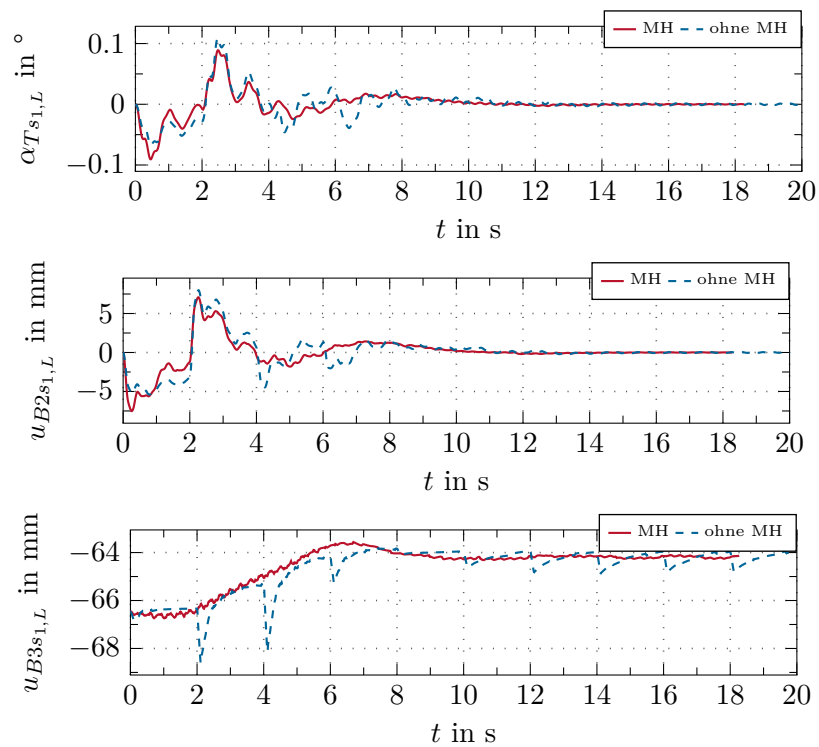 MH ohne MH
0.1
0
−0.1
α_{Ts_{1,L}} in °
0 2 4 6 8 10 12 14 16 18 20
t in s
MH ohne MH
5
0
−5
u_{B2s_{1,L}} in mm
0 2 4 6 8 10 12 14 16 18 20
t in s
MH ohne MH
−64
−66
−68
u_{B3s_{1,L}} in mm
0 2 4 6 8 10 12 14 16 18 20
t in s